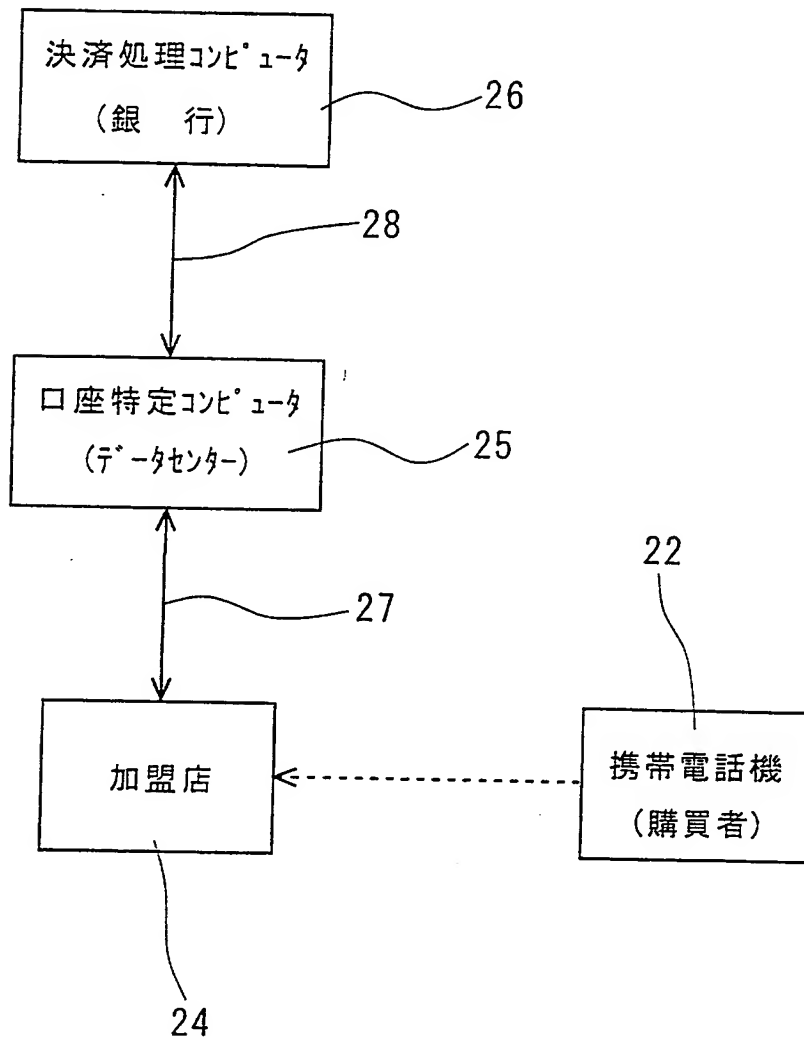 決済処理コンピュータ
(銀　行)
26
28
口座特定コンピュータ
(データセンター)
25
27
22
加盟店
携帯電話機
(購買者)
24